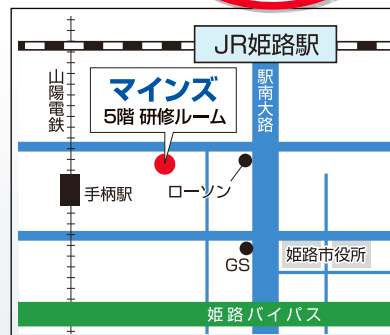 JR姫路駅
山陽電鉄
マインズ
5階 研修ルーム
駅南大路
手柄駅
ローソン
GS
姫路市役所
姫路バイパス